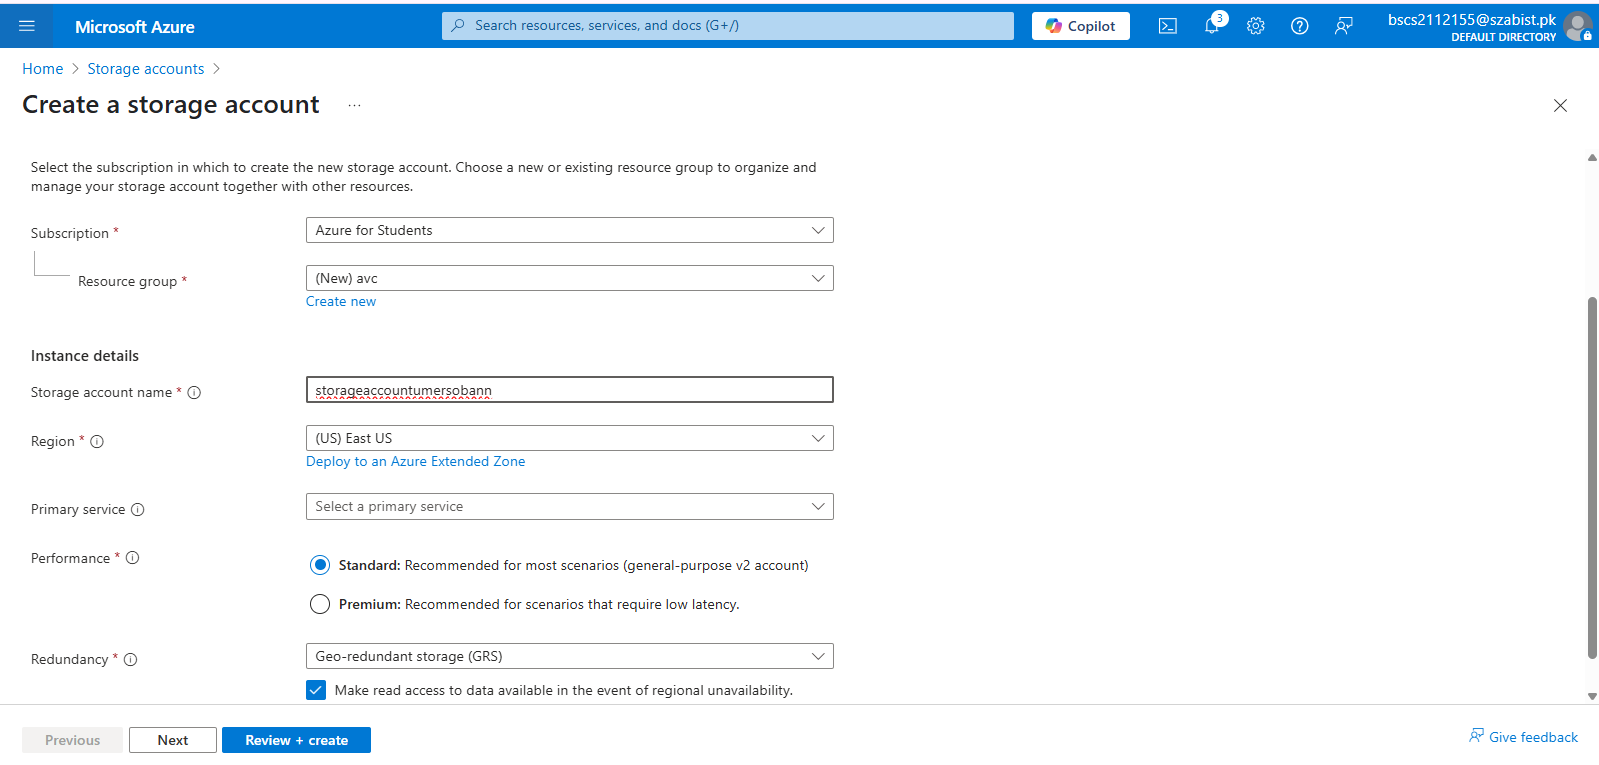 Microsoft Azure
Search resources, services, and docs (G+/)
Copilot
3
bscs2112155@szabist.pk
DEFAULT DIRECTORY
Home > Storage accounts >
Create a storage account ...
Select the subscription in which to create the new storage account. Choose a new or existing resource group to organize and
manage your storage account together with other resources.
Subscription *
Azure for Students
Resource group *
(New) avc
Create new
Instance details
Storage account name *
storageaccountumersobann
Region *
(US) East US
Deploy to an Azure Extended Zone
Primary service
Select a primary service
Performance *
Standard: Recommended for most scenarios (general-purpose v2 account)
Premium: Recommended for scenarios that require low latency.
Redundancy *
Geo-redundant storage (GRS)
Make read access to data available in the event of regional unavailability.
Previous
Next
Review + create
Give feedback